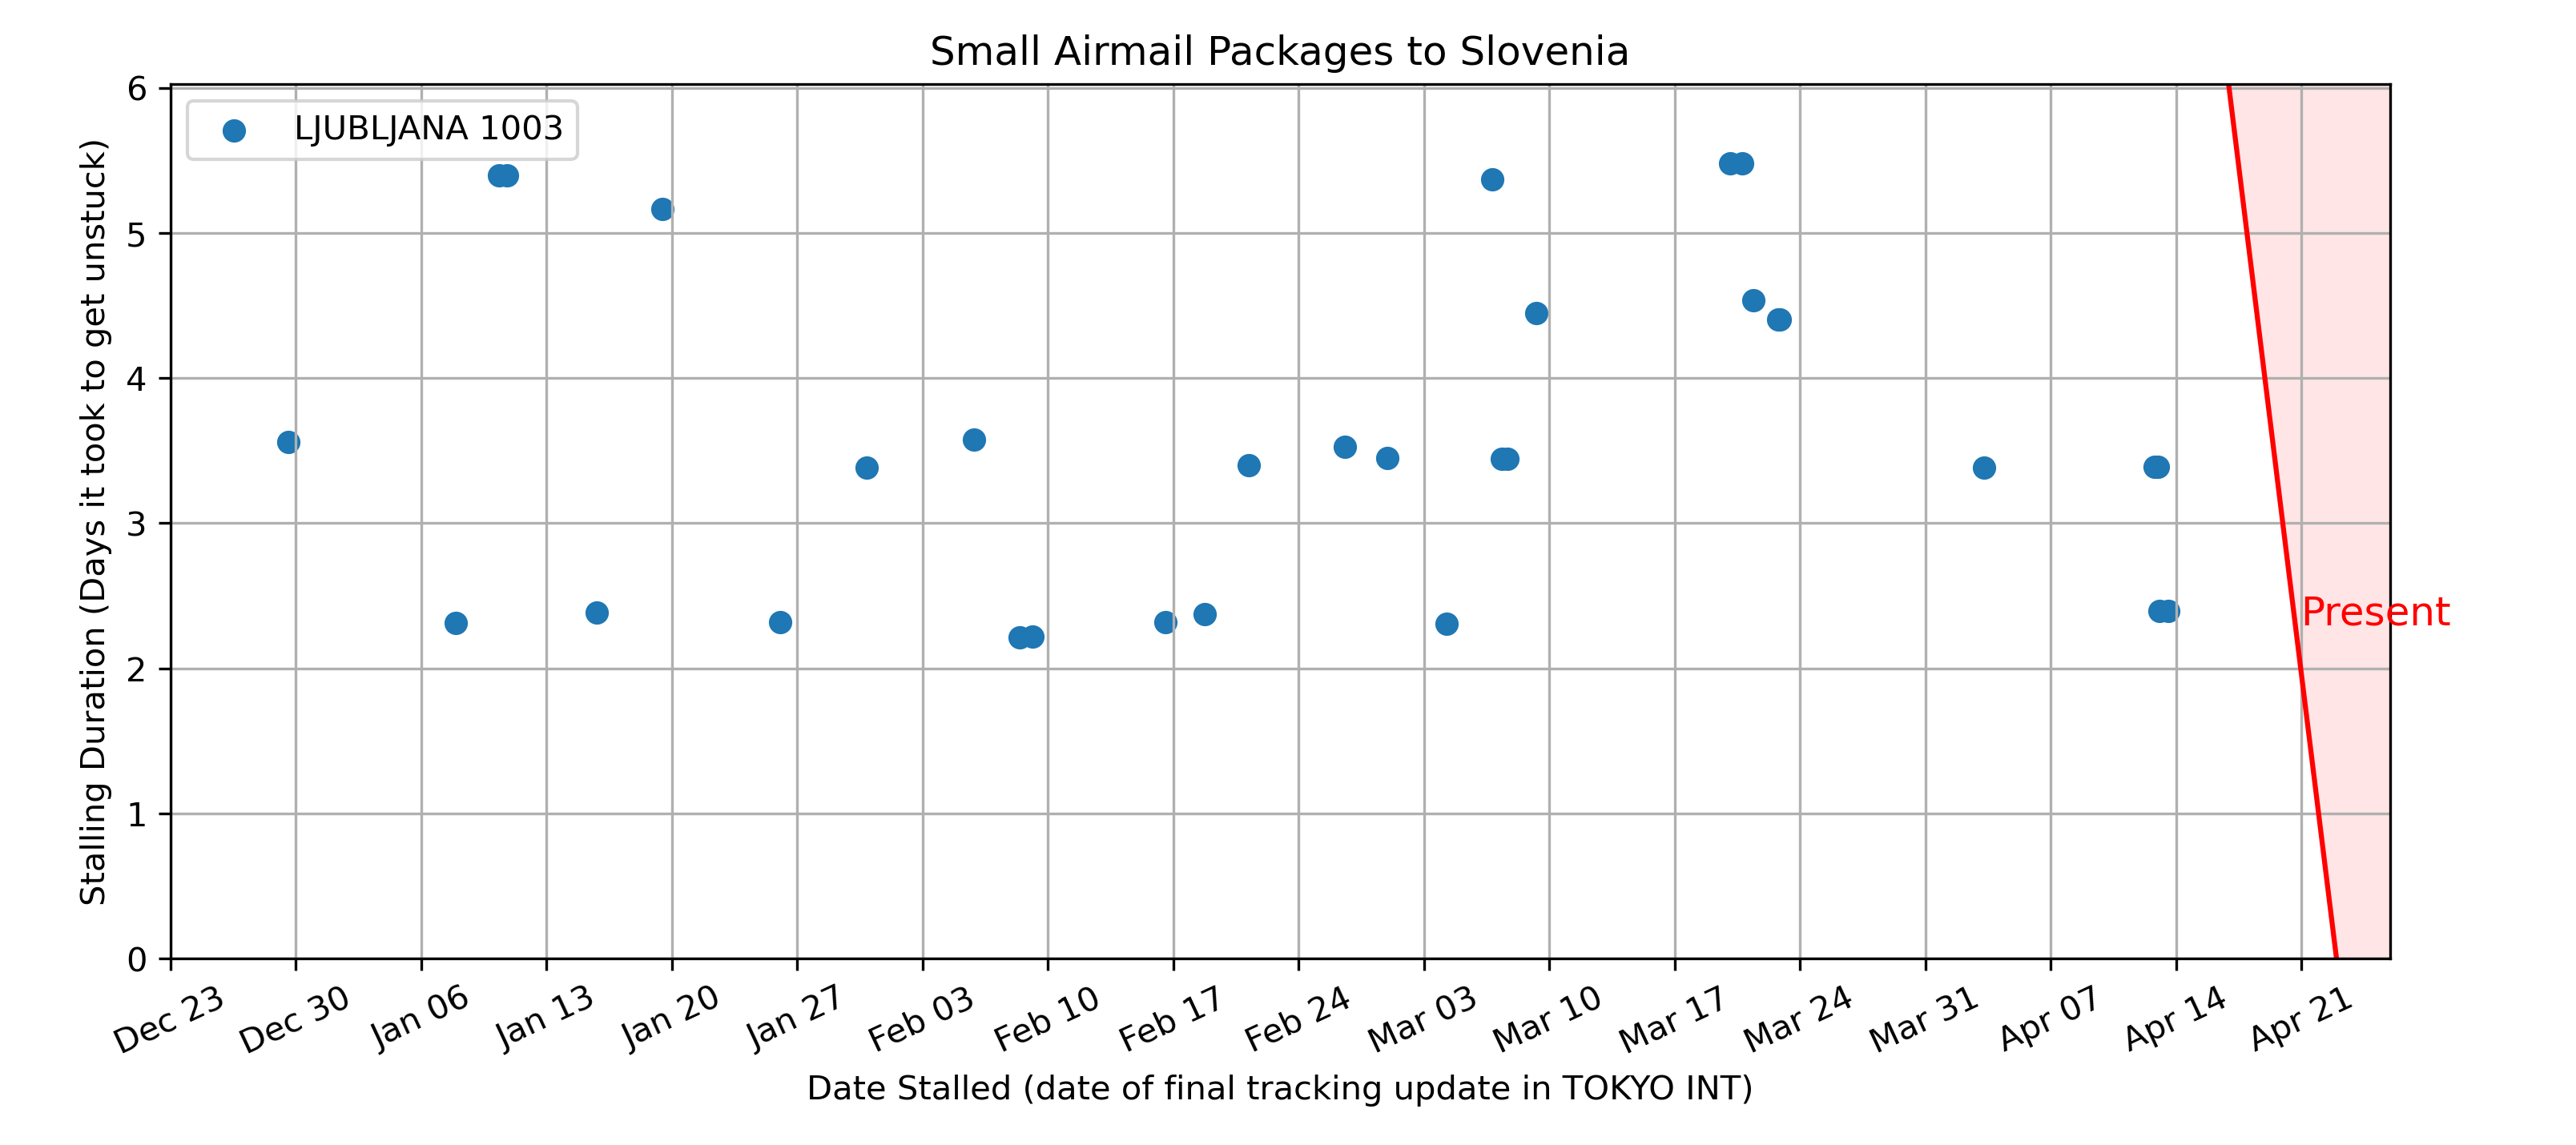 Small Airmail Packages to Slovenia
LJUBLJANA 1003
Stalling Duration (Days it took to get unstuck)
6
5
4
3
2
1
0
Present
Dec 23
Dec 30
Jan 06
Jan 13
Jan 20
Jan 27
Feb 03
Feb 10
Feb 17
Feb 24
Mar 03
Mar 10
Mar 17
Mar 24
Mar 31
Apr 07
Apr 14
Apr 21
Date Stalled (date of final tracking update in TOKYO INT)